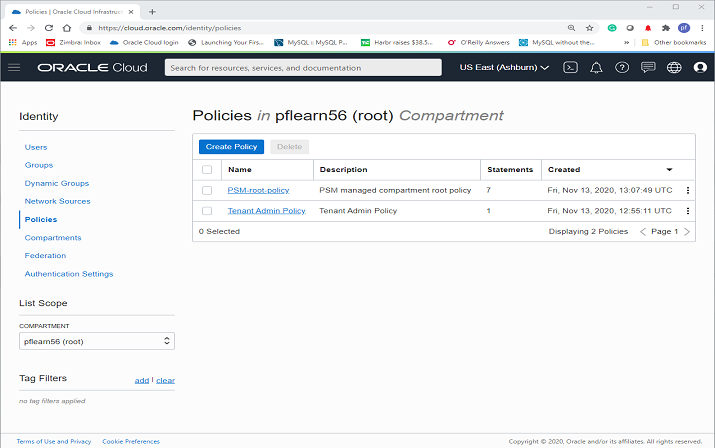 Policies | Oracle Cloud Infrastruct
https://cloud.oracle.com/identity/policies
pf
Apps Zimbra: Inbox Oracle Cloud login Launching Your Firs... MySQL :: MySQL P... Harbr raises $38.5... O'Reilly Answers MySQL without the... » Other bookmarks
ORACLE Cloud Search for resources, services, and documentation US East (Ashburn)
Identity
Users
Groups
Dynamic Groups
Network Sources
Policies
Compartments
Federation
Authentication Settings
List Scope
COMPARTMENT
pflearn56 (root)
Tag Filters add | clear
no tag filters applied
Policies in pflearn56 (root) Compartment
Create Policy Delete
Name Description Statements Created
PSM-root-policy PSM managed compartment root policy 7 Fri, Nov 13, 2020, 13:07:49 UTC
Tenant Admin Policy Tenant Admin Policy 1 Fri, Nov 13, 2020, 12:55:11 UTC
0 Selected Displaying 2 Policies < Page 1 >
Terms of Use and Privacy Cookie Preferences Copyright © 2020, Oracle and/or its affiliates. All rights reserved.